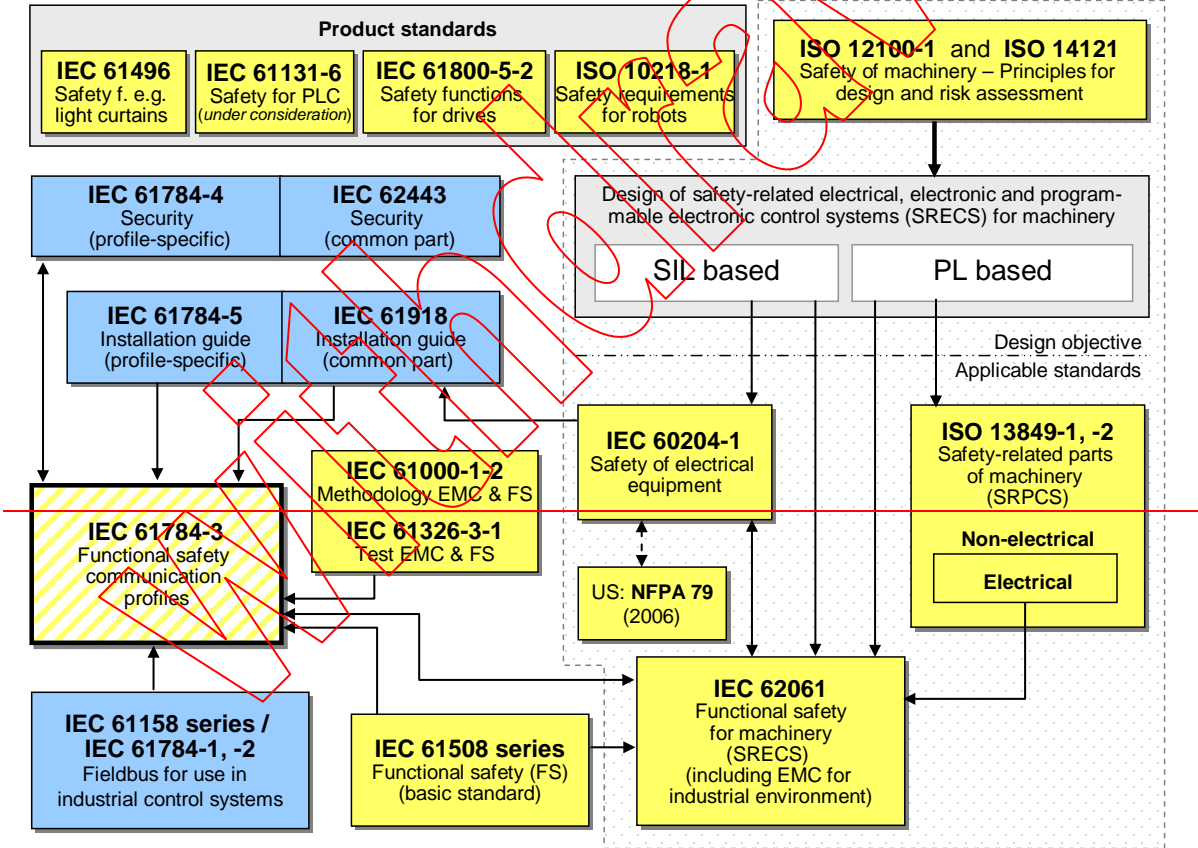 Product standards
IEC 61496
Safety f. e.g.
light curtains
IEC 61131-6
Safety for PLC
(under consideration)
IEC 61800-5-2
Safety functions
for drives
ISO 10218-1
Safety requirements
for robots
ISO 12100-1 and ISO 14121
Safety of machinery – Principles for
design and risk assessment
IEC 61784-4
Security
(profile-specific)
IEC 62443
Security
(common part)
Design of safety-related electrical, electronic and program-
mable electronic control systems (SRECS) for machinery
SIL based
PL based
IEC 61784-5
Installation guide
(profile-specific)
IEC 61918
Installation guide
(common part)
Design objective
Applicable standards
IEC 60204-1
Safety of electrical
equipment
ISO 13849-1, -2
Safety-related parts
of machinery
(SRPCS)
Non-electrical
Electrical
IEC 61000-1-2
Methodology EMC & FS
IEC 61326-3-1
Test EMC & FS
IEC 61784-3
Functional safety
communication
profiles
US: NFPA 79
(2006)
IEC 62061
Functional safety
for machinery
(SRECS)
(including EMC for
industrial environment)
IEC 61158 series /
IEC 61784-1, -2
Fieldbus for use in
industrial control systems
IEC 61508 series
Functional safety (FS)
(basic standard)